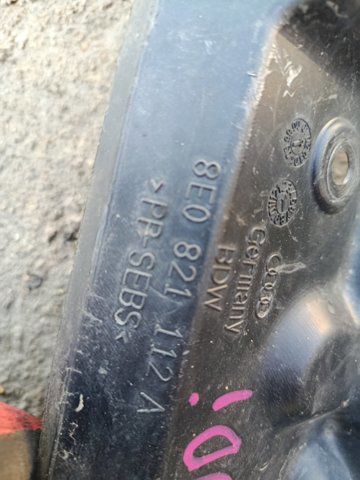 8E0 821 112 A
>PP-SEBS<
Germany
BDW